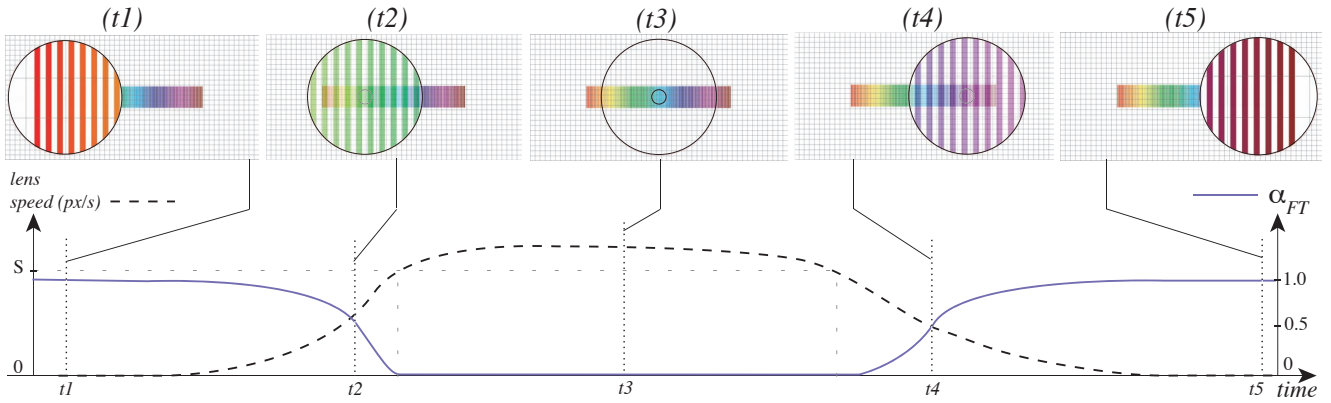 (t1) (t2) (t3) (t4) (t5)
lens
speed (px/s)
αFT
S
1.0
0.5
0
0
t1 t2 t3 t4 t5 time